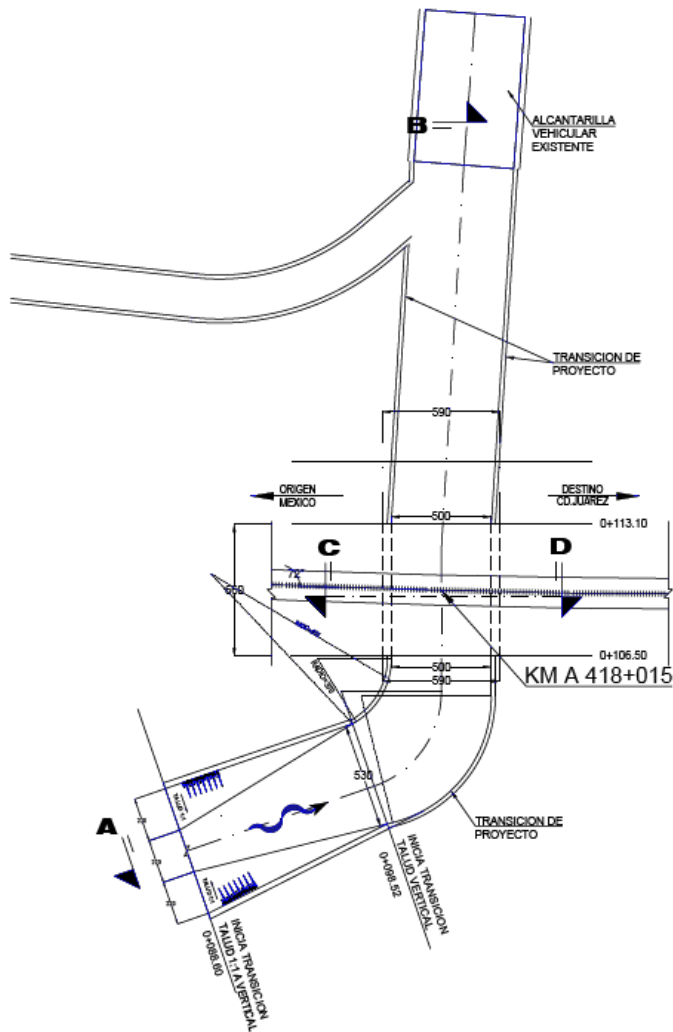 B
ALCANTARILLA
VEHICULAR
EXISTENTE
TRANSICION DE
PROYECTO
590
ORIGEN
MEXICO
DESTINO
CD.JUAREZ
500
0+113.10
C
D
72°
0+106.50
500
590
KM A 418+015
530
A
TRANSICION DE
PROYECTO
INICIA TRANSICION
TALUD VERTICAL
0+098.52
INICIA TRANSICION
TALUD 1:1 A VERTICAL
0+088.60